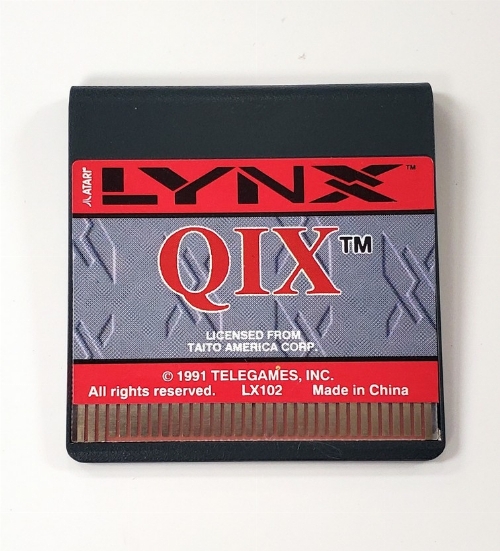 ATARI
LYNX™
QIX™
LICENSED FROM
TAITO AMERICA CORP.
© 1991 TELEGAMES, INC.
All rights reserved. LX102 Made in China